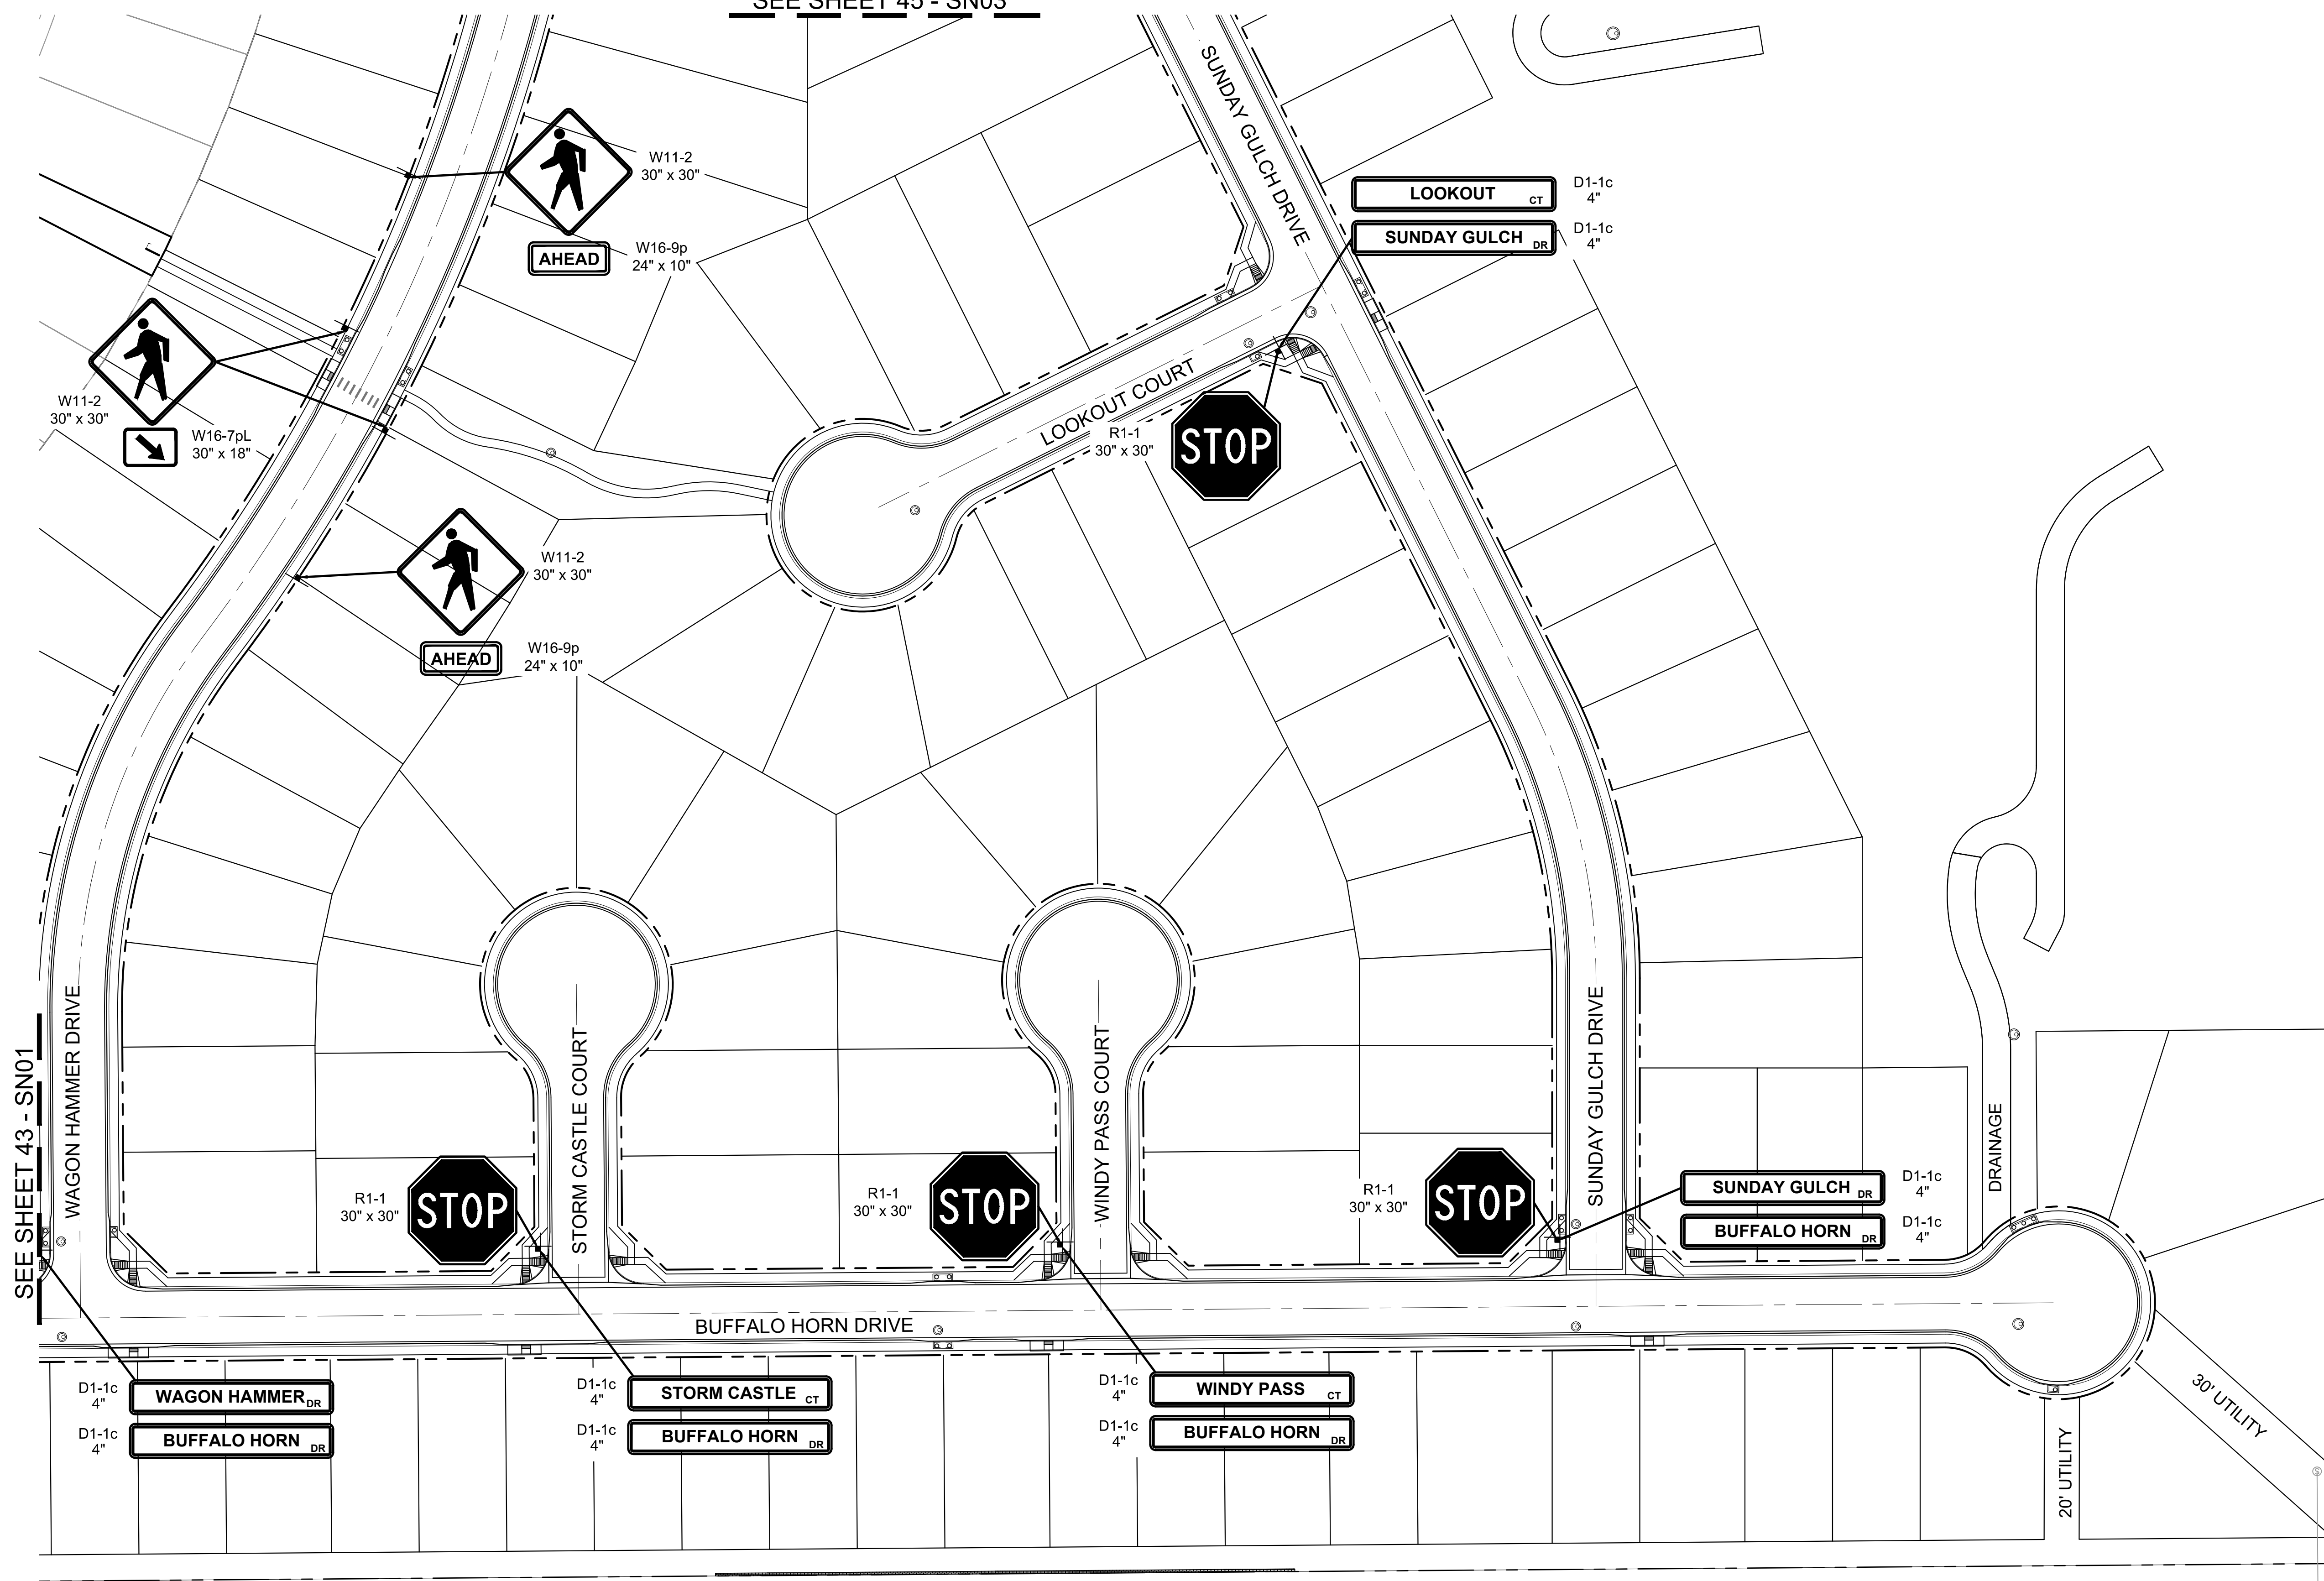 SEE SHEET 45 - SN03
SUNDAY GULCH DRIVE
W11-2
30" x 30"
AHEAD
W16-9p
24" x 10"
LOOKOUT CT
D1-1c
4"
SUNDAY GULCH DR
D1-1c
4"
W11-2
30" x 30"
W16-7pL
30" x 18"
LOOKOUT COURT
R1-1
30" x 30"
STOP
W11-2
30" x 30"
AHEAD
W16-9p
24" x 10"
SEE SHEET 43 - SN01
WAGON HAMMER DRIVE
STORM CASTLE COURT
WINDY PASS COURT
SUNDAY GULCH DRIVE
DRAINAGE
R1-1
30" x 30"
STOP
R1-1
30" x 30"
STOP
R1-1
30" x 30"
STOP
SUNDAY GULCH DR
D1-1c
4"
BUFFALO HORN DR
D1-1c
4"
BUFFALO HORN DRIVE
D1-1c
4"
WAGON HAMMER DR
D1-1c
4"
BUFFALO HORN DR
D1-1c
4"
STORM CASTLE CT
D1-1c
4"
BUFFALO HORN DR
D1-1c
4"
WINDY PASS CT
D1-1c
4"
BUFFALO HORN DR
20' UTILITY
30' UTILITY
S